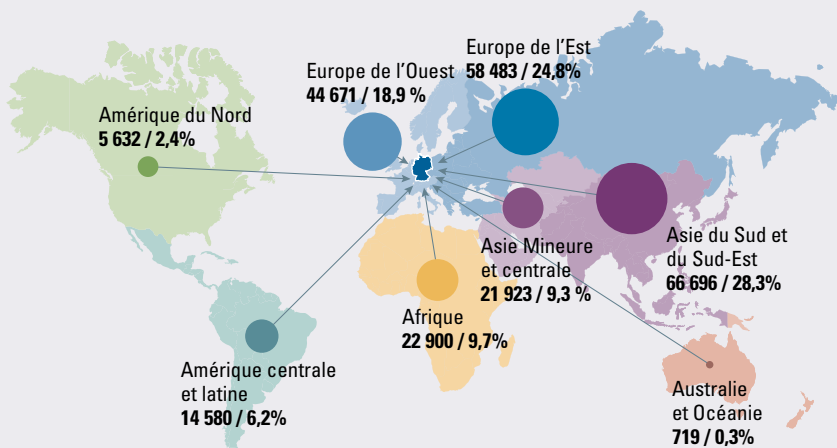 Europe de l'Est
58 483 / 24,8%
Europe de l'Ouest
44 671 / 18,9 %
Amérique du Nord
5 632 / 2,4%
Asie Mineure
et centrale
21 923 / 9,3 %
Asie du Sud et
du Sud-Est
66 696 / 28,3%
Afrique
22 900 / 9,7%
Amérique centrale
et latine
14 580 / 6,2%
Australie
et Océanie
719 / 0,3%